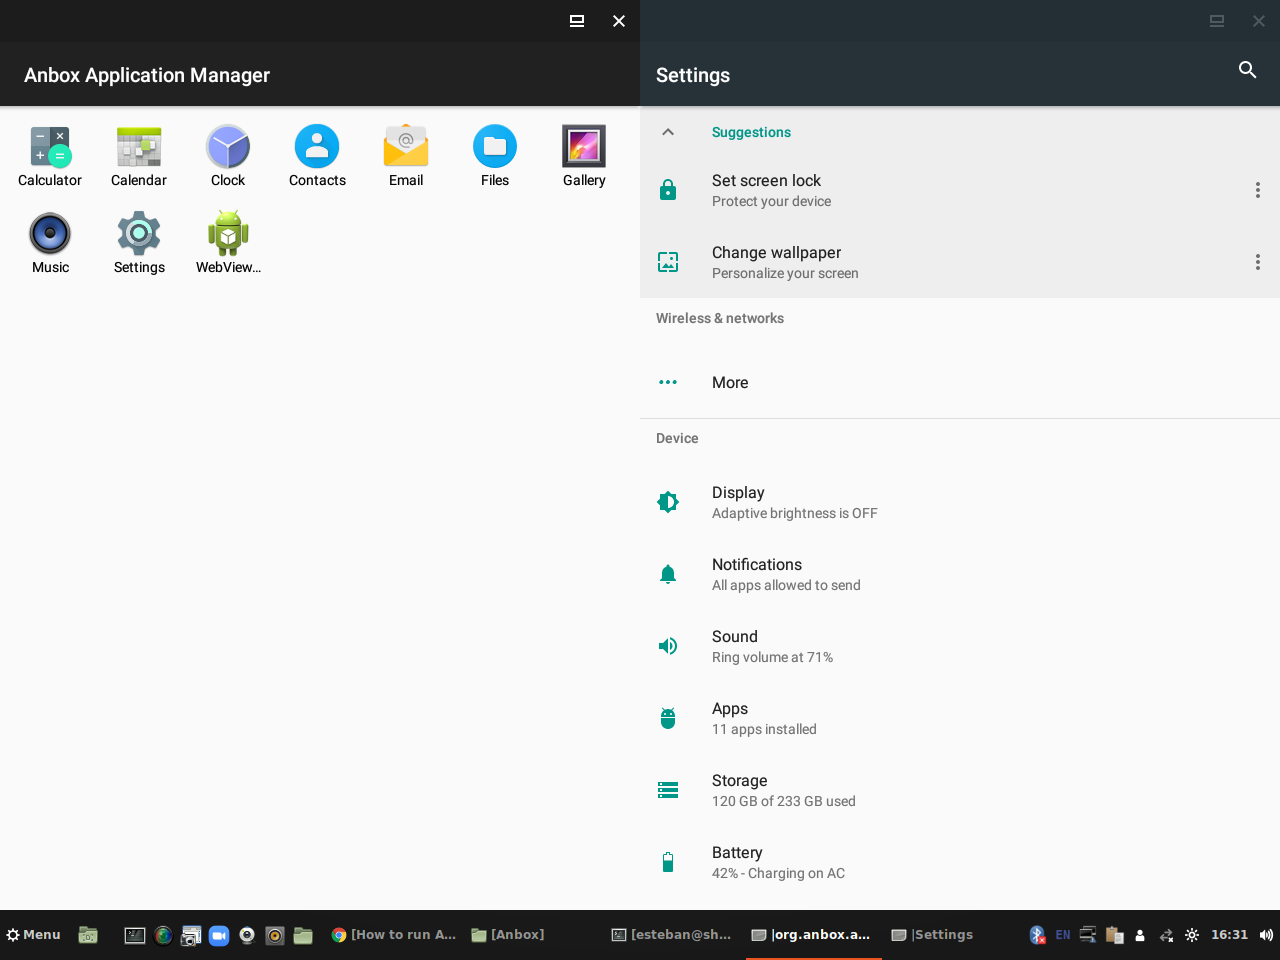 Anbox Application Manager
Calculator
Calendar
Clock
Contacts
Email
Files
Gallery
Music
Settings
WebView...
Settings
Suggestions
Set screen lock
Protect your device
Change wallpaper
Personalize your screen
Wireless & networks
More
Device
Display
Adaptive brightness is OFF
Notifications
All apps allowed to send
Sound
Ring volume at 71%
Apps
11 apps installed
Storage
120 GB of 233 GB used
Battery
42% - Charging on AC
Menu
[How to run A...
[Anbox]
[esteban@sh...
|org.anbox.a...
|Settings
EN
16:31